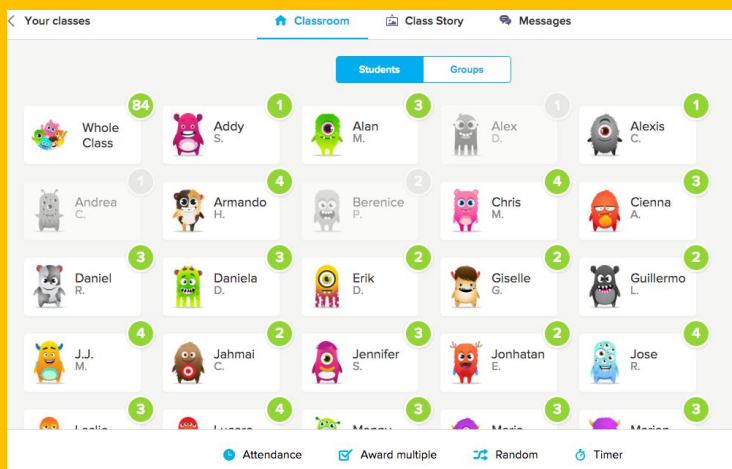 Your classes
Classroom
Class Story
Messages
Students
Groups
84
Whole
Class
1
Addy
S.
3
Alan
M.
1
Alex
D.
1
Alexis
C.
1
Andrea
C.
4
Armando
H.
2
Berenice
P.
4
Chris
M.
3
Cienna
A.
3
Daniel
R.
3
Daniela
D.
2
Erik
D.
2
Giselle
G.
2
Guillermo
L.
4
J.J.
M.
2
Jahmai
C.
3
Jennifer
S.
2
Jonhatan
E.
4
Jose
R.
3
4
3
3
3
Attendance
Award multiple
Random
Timer